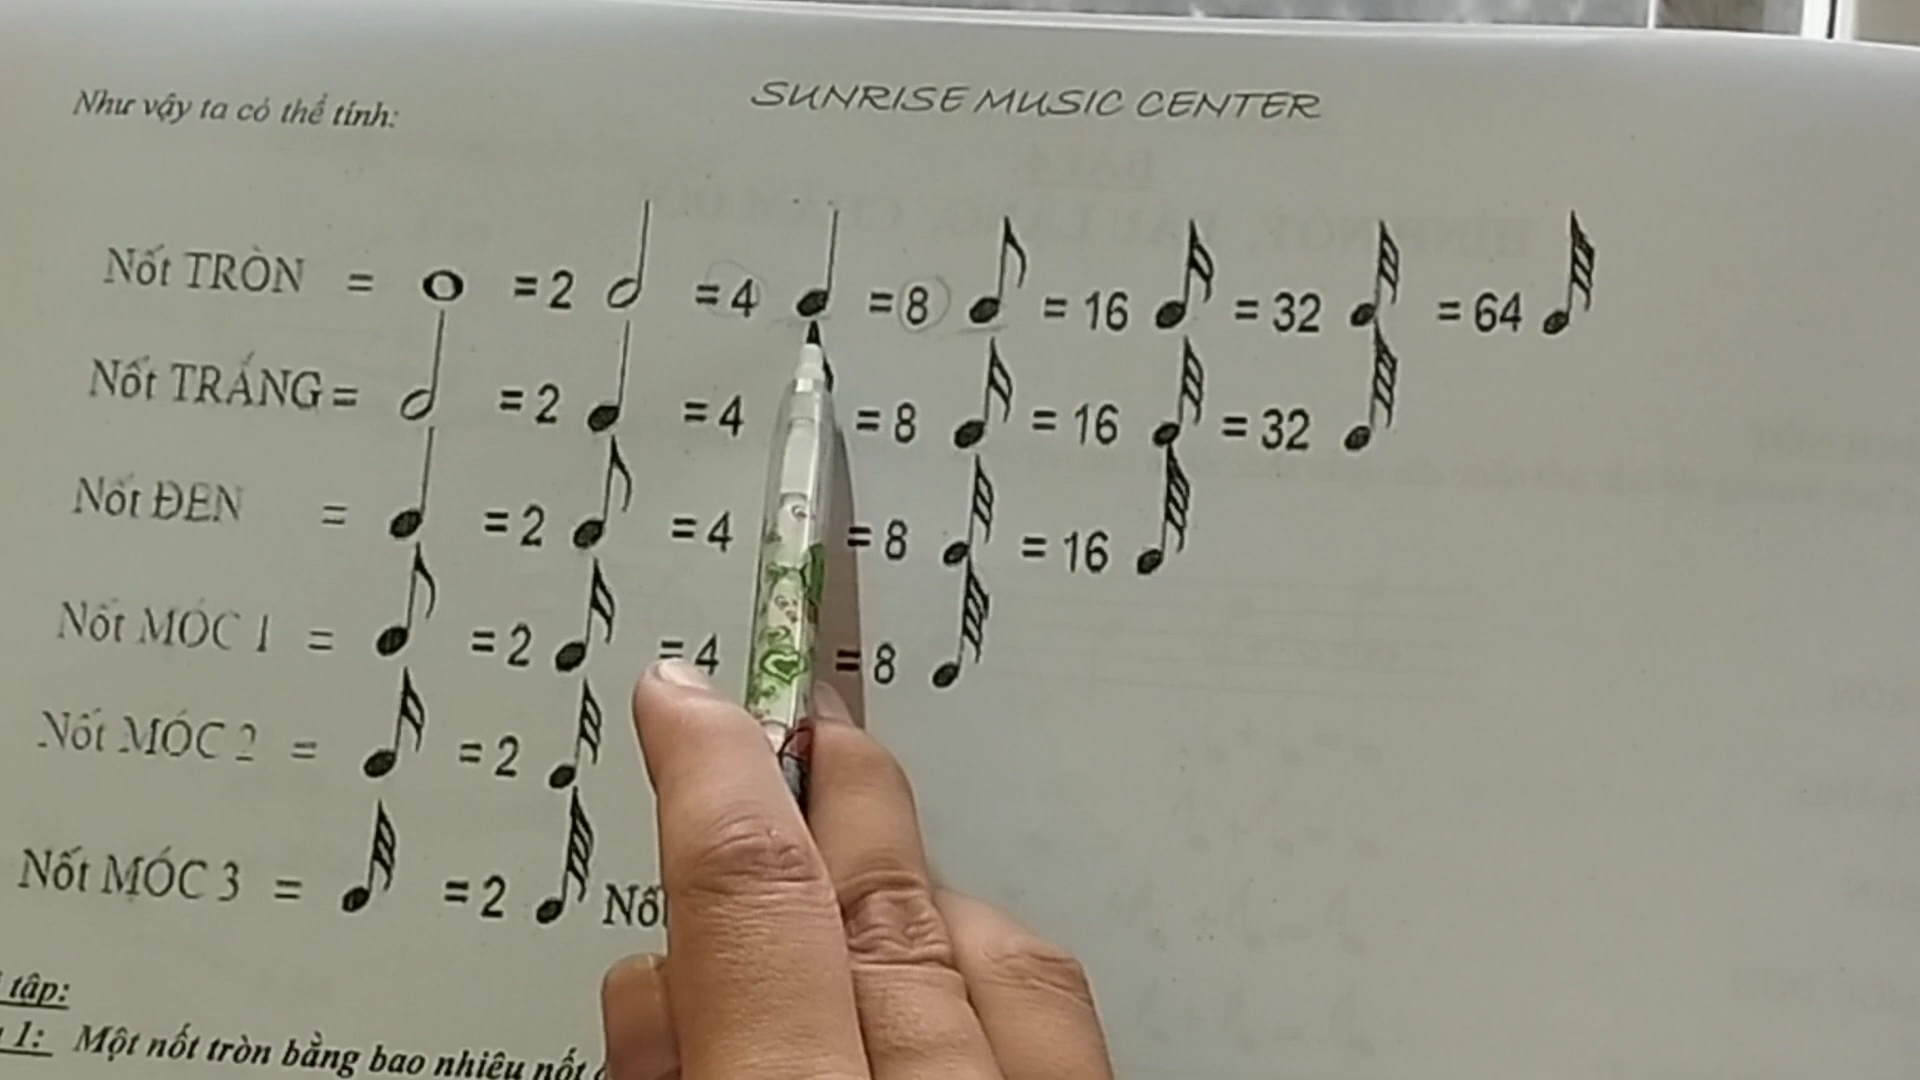 Như vậy ta có thể tính:
SUNRISE MUSIC CENTER
Nốt TRÒN = = 2 = 4 = 8 = 16 = 32 = 64
Nốt TRẮNG = = 2 = 4 = 8 = 16 = 32
Nốt ĐEN = = 2 = 4 = 8 = 16
Nốt MÓC 1 = = 2 = 4 = 8
Nốt MÓC 2 = = 2
Nốt MÓC 3 = = 2
tập:
1: Một nốt tròn bằng bao nhiêu nốt